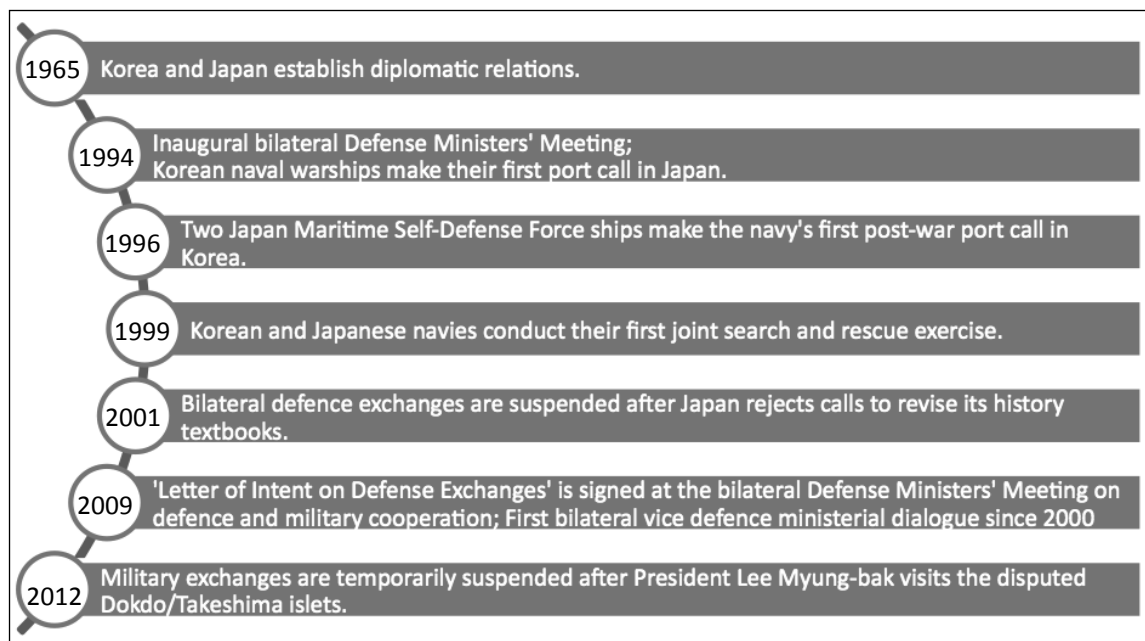 1965
Korea and Japan establish diplomatic relations.
1994
Inaugural bilateral Defense Ministers' Meeting;
Korean naval warships make their first port call in Japan.
1996
Two Japan Maritime Self-Defense Force ships make the navy's first post-war port call in
Korea.
1999
Korean and Japanese navies conduct their first joint search and rescue exercise.
2001
Bilateral defence exchanges are suspended after Japan rejects calls to revise its history
textbooks.
2009
'Letter of Intent on Defense Exchanges' is signed at the bilateral Defense Ministers' Meeting on
defence and military cooperation; First bilateral vice defence ministerial dialogue since 2000
2012
Military exchanges are temporarily suspended after President Lee Myung-bak visits the disputed
Dokdo/Takeshima islets.